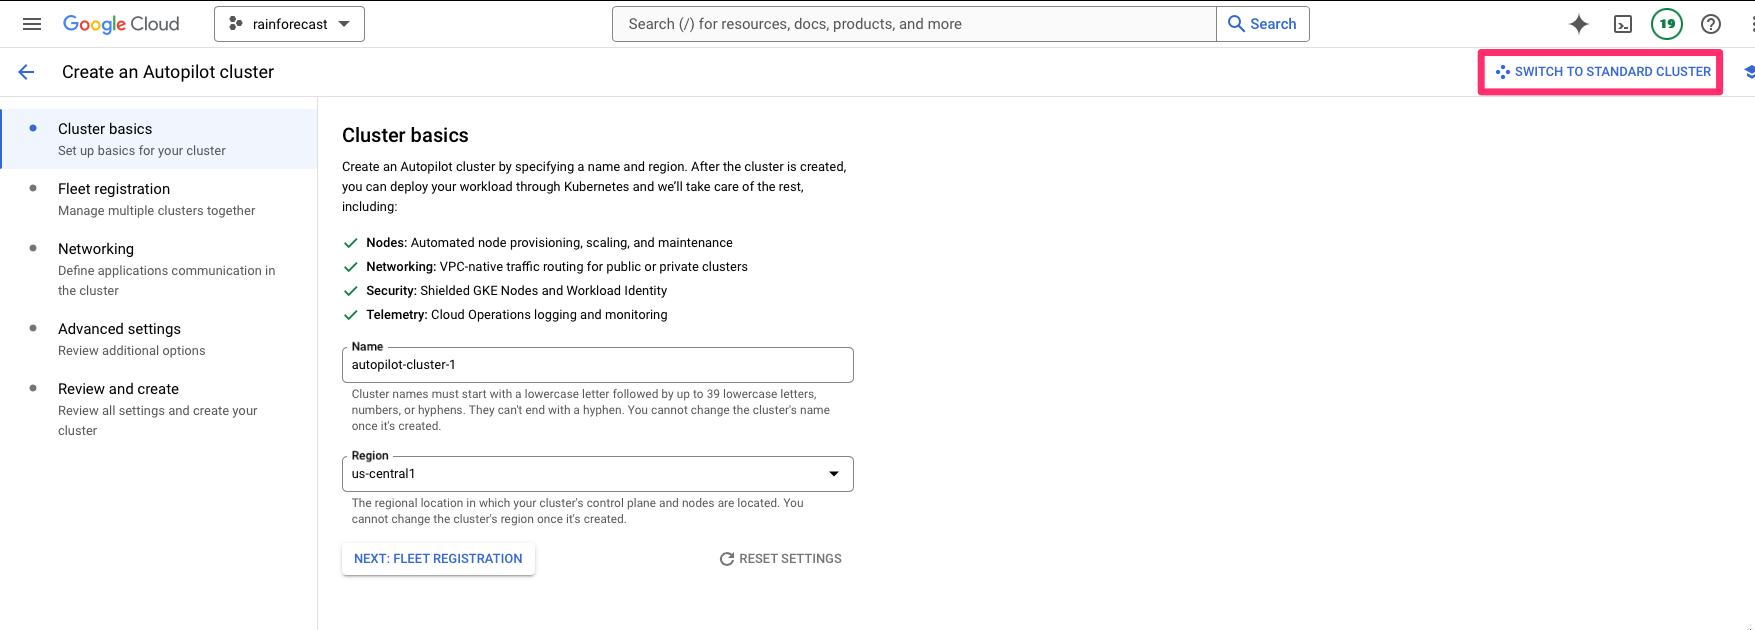 Google Cloud
rainforecast
Search (/) for resources, docs, products, and more
Search
19
Create an Autopilot cluster
SWITCH TO STANDARD CLUSTER
Cluster basics
Set up basics for your cluster
Fleet registration
Manage multiple clusters together
Networking
Define applications communication in
the cluster
Advanced settings
Review additional options
Review and create
Review all settings and create your
cluster
Cluster basics
Create an Autopilot cluster by specifying a name and region. After the cluster is created,
you can deploy your workload through Kubernetes and we'll take care of the rest,
including:
Nodes: Automated node provisioning, scaling, and maintenance
Networking: VPC-native traffic routing for public or private clusters
Security: Shielded GKE Nodes and Workload Identity
Telemetry: Cloud Operations logging and monitoring
Name
autopilot-cluster-1
Cluster names must start with a lowercase letter followed by up to 39 lowercase letters,
numbers, or hyphens. They can't end with a hyphen. You cannot change the cluster's name
once it's created.
Region
us-central1
The regional location in which your cluster's control plane and nodes are located. You
cannot change the cluster's region once it's created.
NEXT: FLEET REGISTRATION
RESET SETTINGS